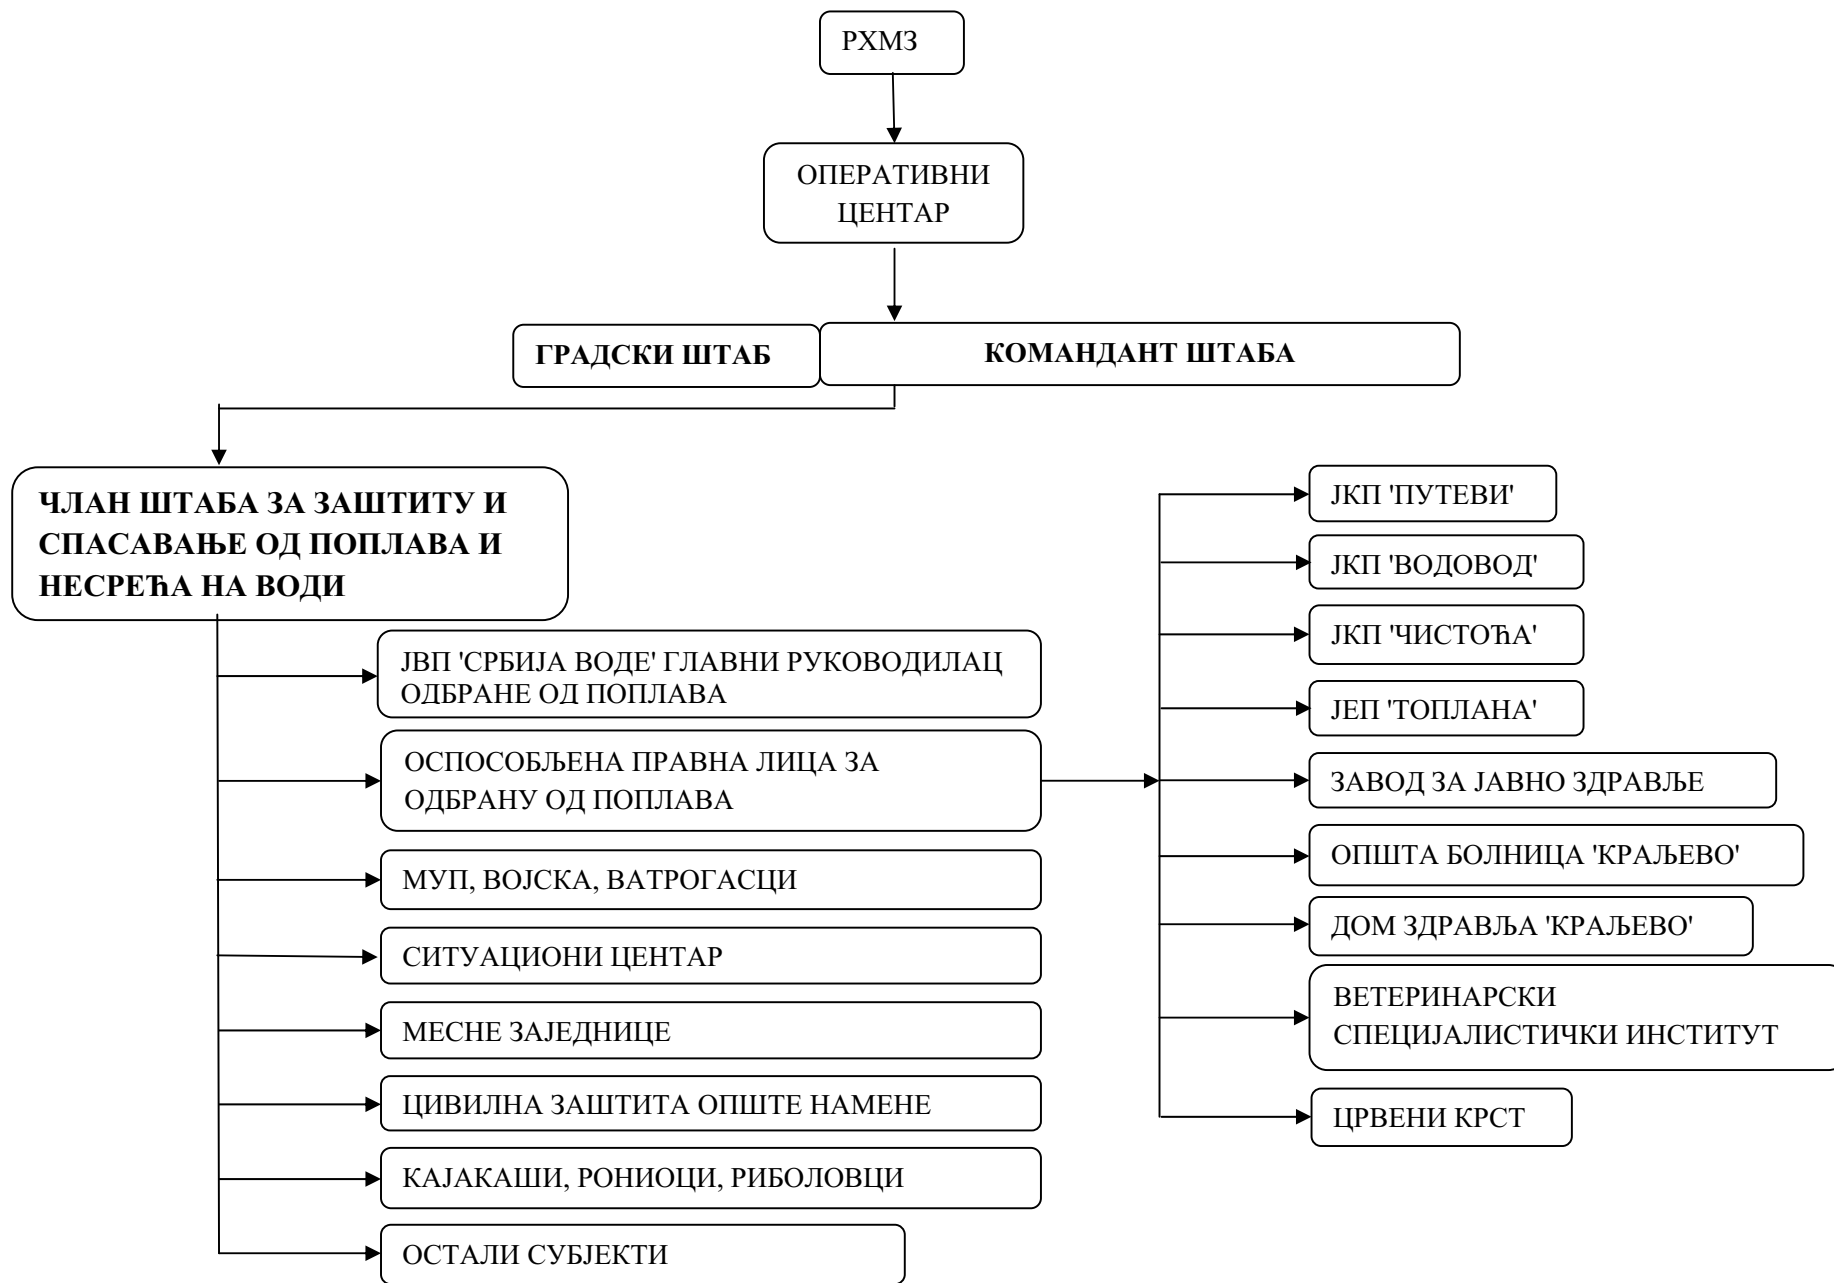 РХМЗ
ОПЕРАТИВНИ
ЦЕНТАР
ГРАДСКИ ШТАБ
КОМАНДАНТ ШТАБА
ЧЛАН ШТАБА ЗА ЗАШТИТУ И
СПАСАВАЊЕ ОД ПОПЛАВА И
НЕСРЕЋА НА ВОДИ
ЈВП 'СРБИЈА ВОДЕ' ГЛАВНИ РУКОВОДИЛАЦ
ОДБРАНЕ ОД ПОПЛАВА
ОСПОСОБЉЕНА ПРАВНА ЛИЦА ЗА
ОДБРАНУ ОД ПОПЛАВА
МУП, ВОЈСКА, ВАТРОГАСЦИ
СИТУАЦИОНИ ЦЕНТАР
МЕСНЕ ЗАЈЕДНИЦЕ
ЦИВИЛНА ЗАШТИТА ОПШТЕ НАМЕНЕ
КАЈАКАШИ, РОНИОЦИ, РИБОЛОВЦИ
ОСТАЛИ СУБЈЕКТИ
ЈКП 'ПУТЕВИ'
ЈКП 'ВОДОВОД'
ЈКП 'ЧИСТОЋА'
ЈЕП 'ТОПЛАНА'
ЗАВОД ЗА ЈАВНО ЗДРАВЉЕ
ОПШТА БОЛНИЦА 'КРАЉЕВО'
ДОМ ЗДРАВЉА 'КРАЉЕВО'
ВЕТЕРИНАРСКИ
СПЕЦИЈАЛИСТИЧКИ ИНСТИТУТ
ЦРВЕНИ КРСТ